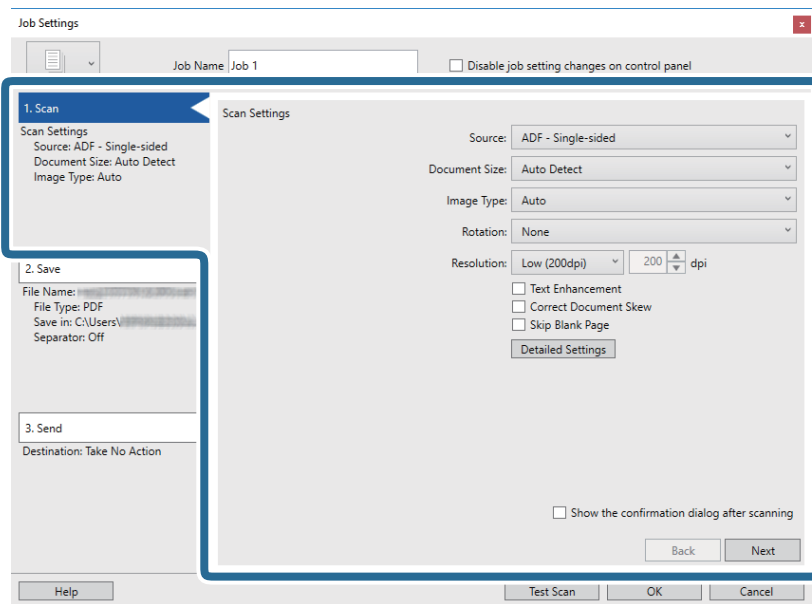 Job Settings
x
Job Name Job 1
Disable job setting changes on control panel
1. Scan
Scan Settings
Source: ADF - Single-sided
Document Size: Auto Detect
Image Type: Auto
2. Save
File Name:
File Type: PDF
Save in: C:\Users\
Separator: Off
3. Send
Destination: Take No Action
Scan Settings
Source: ADF - Single-sided
Document Size: Auto Detect
Image Type: Auto
Rotation: None
Resolution: Low (200dpi) 200 dpi
Text Enhancement
Correct Document Skew
Skip Blank Page
Detailed Settings
Show the confirmation dialog after scanning
Back Next
Help Test Scan OK Cancel